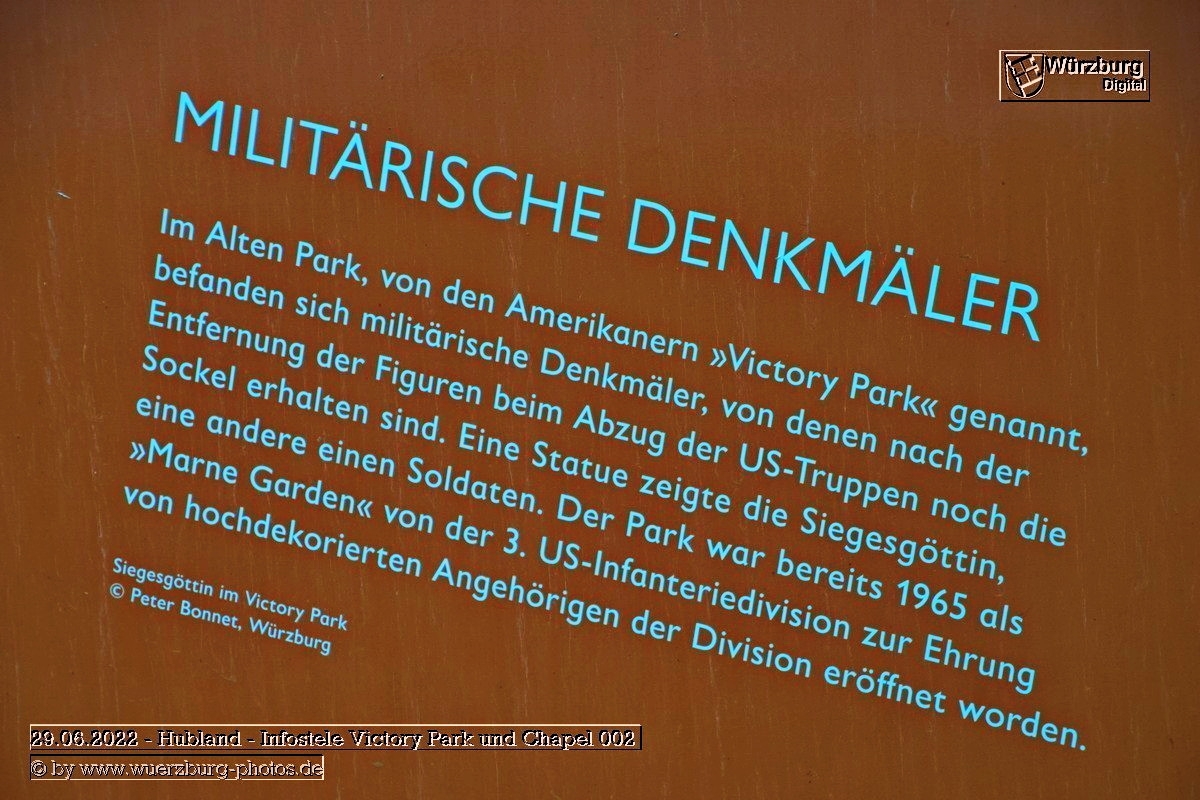 Würzburg
Digital
MILITÄRISCHE DENKMÄLER
Im Alten Park, von den Amerikanern »Victory Park« genannt,
befanden sich militärische Denkmäler, von denen nach der
Entfernung der Figuren beim Abzug der US-Truppen noch die
Sockel erhalten sind. Eine Statue zeigte die Siegesgöttin,
eine andere einen Soldaten. Der Park war bereits 1965 als
»Marne Garden« von der 3. US-Infanteriedivision zur Ehrung
von hochdekorierten Angehörigen der Division eröffnet worden.
Siegesgöttin im Victory Park
© Peter Bonnet, Würzburg
29.06.2022 - Hubland - Infostele Victory Park und Chapel 002
© by www.wuerzburg-photos.de